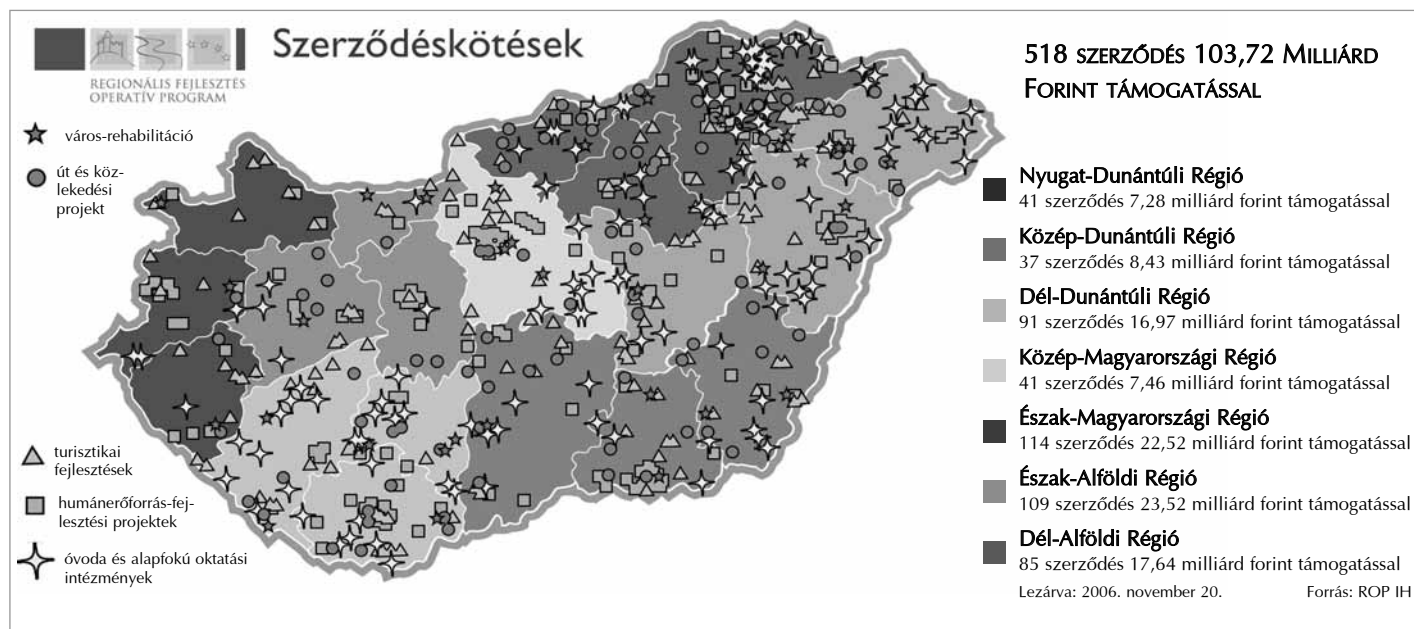 REGIONÁLIS FEJLESZTÉS
OPERATÍV PROGRAM
Szerződéskötések
város-rehabilitáció
út és köz-
lekedési
projekt
turisztikai
fejlesztések
humánerőforrás-fej-
lesztési projektek
óvoda és alapfokú oktatási
intézmények
518 SZERZŐDÉS 103,72 MILLIÁRD
FORINT TÁMOGATÁSSAL
Nyugat-Dunántúli Régió
41 szerződés 7,28 milliárd forint támogatással
Közép-Dunántúli Régió
37 szerződés 8,43 milliárd forint támogatással
Dél-Dunántúli Régió
91 szerződés 16,97 milliárd forint támogatással
Közép-Magyarországi Régió
41 szerződés 7,46 milliárd forint támogatással
Észak-Magyarországi Régió
114 szerződés 22,52 milliárd forint támogatással
Észak-Alföldi Régió
109 szerződés 23,52 milliárd forint támogatással
Dél-Alföldi Régió
85 szerződés 17,64 milliárd forint támogatással
Lezárva: 2006. november 20. Forrás: ROP IH